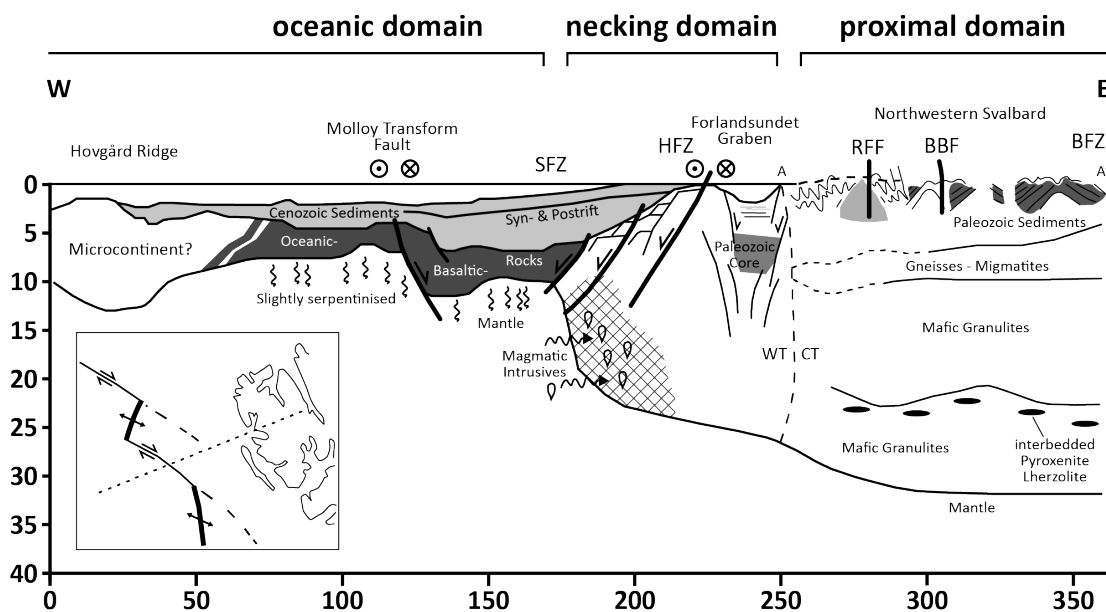 oceanic domain
necking domain
proximal domain
W
E
Northwestern Svalbard
Molloy Transform
Fault
Forlandsundet
Graben
Hovgård Ridge
SFZ
HFZ
RFF
BBF
BFZ
A
A
0
5
10
15
20
25
30
35
40
Cenozoic Sediments
Syn- & Postrift
Paleozoic Sediments
Microcontinent?
Oceanic-
Basaltic-
Rocks
Paleozoic
Core
Gneisses - Migmatites
Slightly serpentinised
Mantle
Mafic Granulites
Magmatic
Intrusives
WT
CT
Mafic Granulites
interbedded
Pyroxenite
Lherzolite
Mantle
0
50
100
150
200
250
300
350